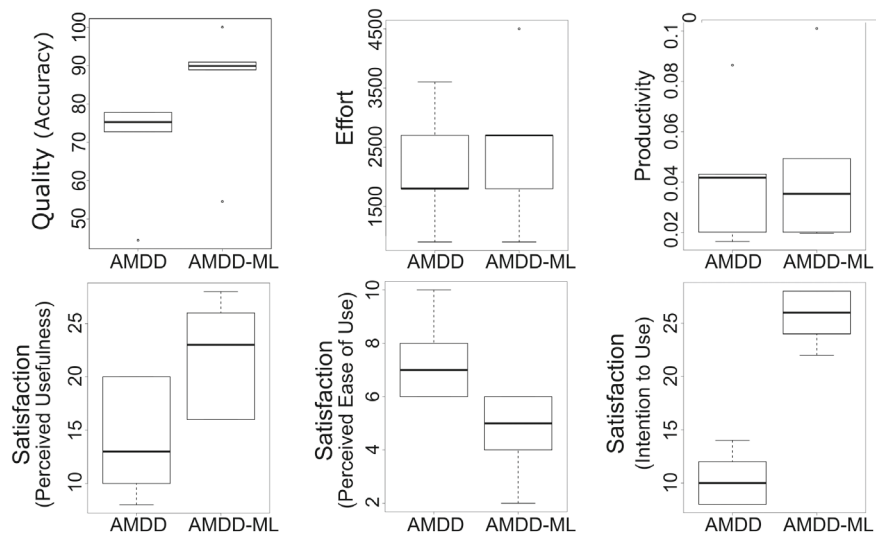 Quality (Accuracy)
100
90
80
70
60
50
AMDD AMDD-ML
Effort
4500
3500
2500
1500
AMDD AMDD-ML
Productivity
0
0.1
0.08
0.06
0.04
0.02
AMDD AMDD-ML
Satisfaction
(Perceived Usefulness)
25
20
15
10
AMDD AMDD-ML
Satisfaction
(Perceived Ease of Use)
10
8
6
4
2
AMDD AMDD-ML
Satisfaction
(Intention to Use)
25
20
15
10
AMDD AMDD-ML